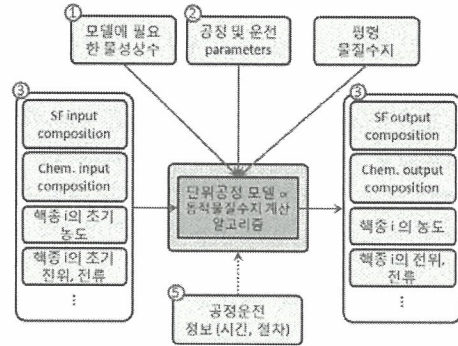 ①
모델에 필요
한 물성상수
②
공정 및 운전
parameters
평형
물질수지
③
SF input
composition
Chem. input
composition
핵종 i의 초기
농도
핵종 i의 초기
전위, 전류
⋮
단위공정 모델 or
동적물질수지 계산
알고리즘
③
SF output
composition
Chem. output
composition
핵종 i 의 농도
핵종 i의 전위,
전류
⋮
⑤
공정운전
정보 (시간, 절차)